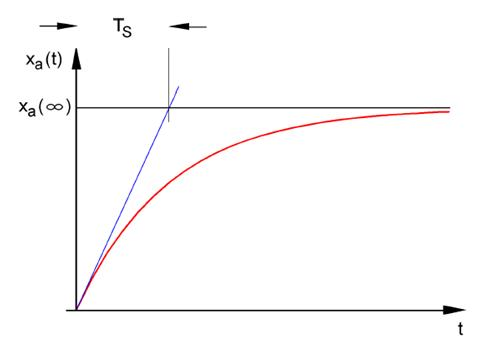 T_S
x_a(t)
x_a(∞)
t